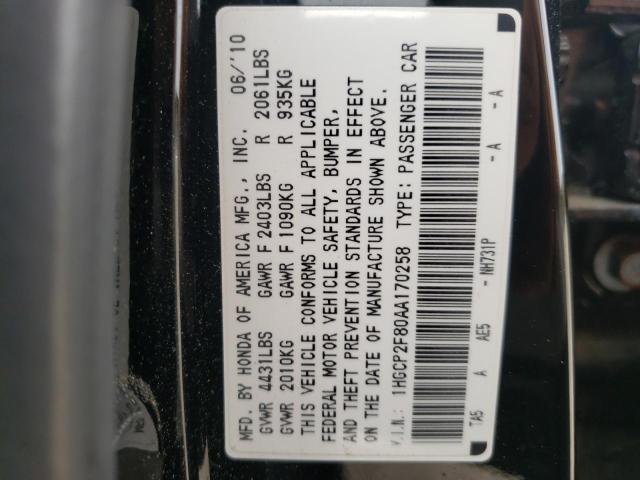 MFD. BY HONDA OF AMERICA MFG., INC. 06/'10
GVWR 4431LBS GAWR F 2403LBS R 2061LBS
GVWR 2010KG GAWR F 1090KG R 935KG
THIS VEHICLE CONFORMS TO ALL APPLICABLE
FEDERAL MOTOR VEHICLE SAFETY, BUMPER,
AND THEFT PREVENTION STANDARDS IN EFFECT
ON THE DATE OF MANUFACTURE SHOWN ABOVE.
V.I.N.: 1HGCP2F80AA170258 TYPE: PASSENGER CAR
TA5 A AE5 - NH731P - A - A